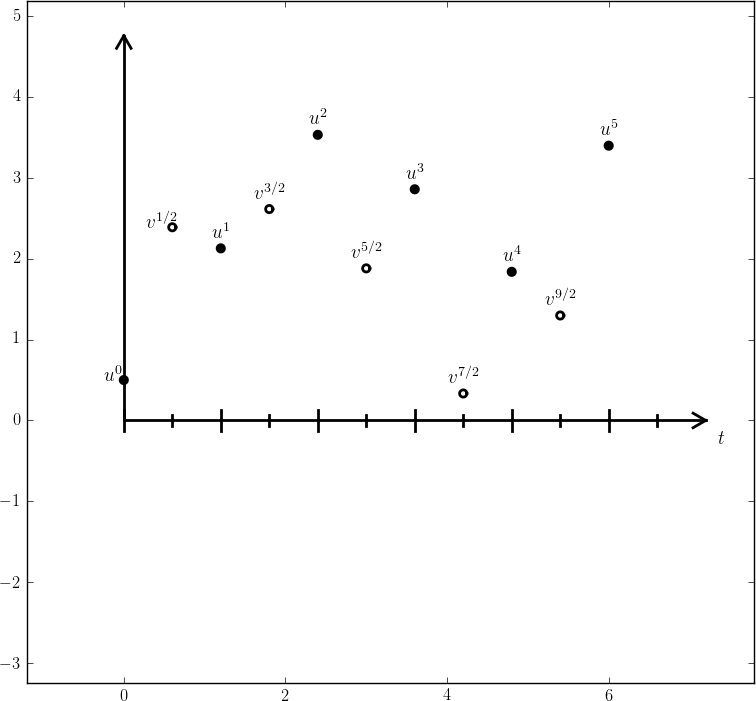 5
4
u^2
u^5
3
u^3
v^{3/2}
v^{1/2}
u^1
2
v^{5/2}
u^4
v^{9/2}
1
u^0
v^{7/2}
0
t
−1
−2
−3
0 2 4 6